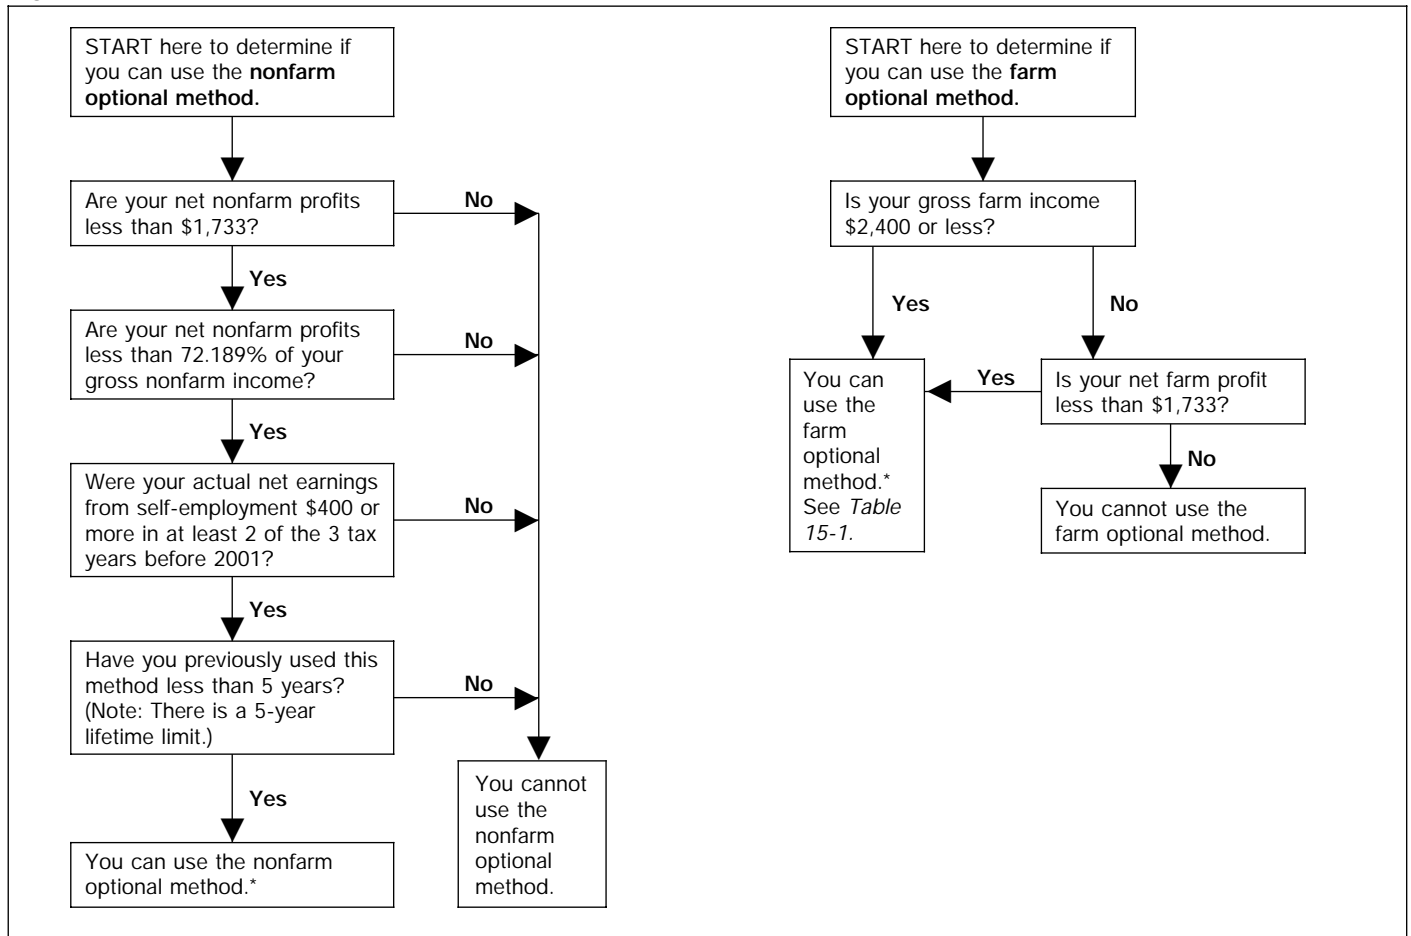 START here to determine if
you can use the nonfarm
optional method.
Are your net nonfarm profits
less than $1,733?
No
Yes
Are your net nonfarm profits
less than 72.189% of your
gross nonfarm income?
No
Yes
Were your actual net earnings
from self-employment $400 or
more in at least 2 of the 3 tax
years before 2001?
No
Yes
Have you previously used this
method less than 5 years?
(Note: There is a 5-year
lifetime limit.)
No
Yes
You can use the nonfarm
optional method.*
You cannot
use the
nonfarm
optional
method.
START here to determine if
you can use the farm
optional method.
Is your gross farm income
$2,400 or less?
Yes
No
You can
use the
farm
optional
method.*
See Table
15-1.
Yes
Is your net farm profit
less than $1,733?
No
You cannot use the
farm optional method.